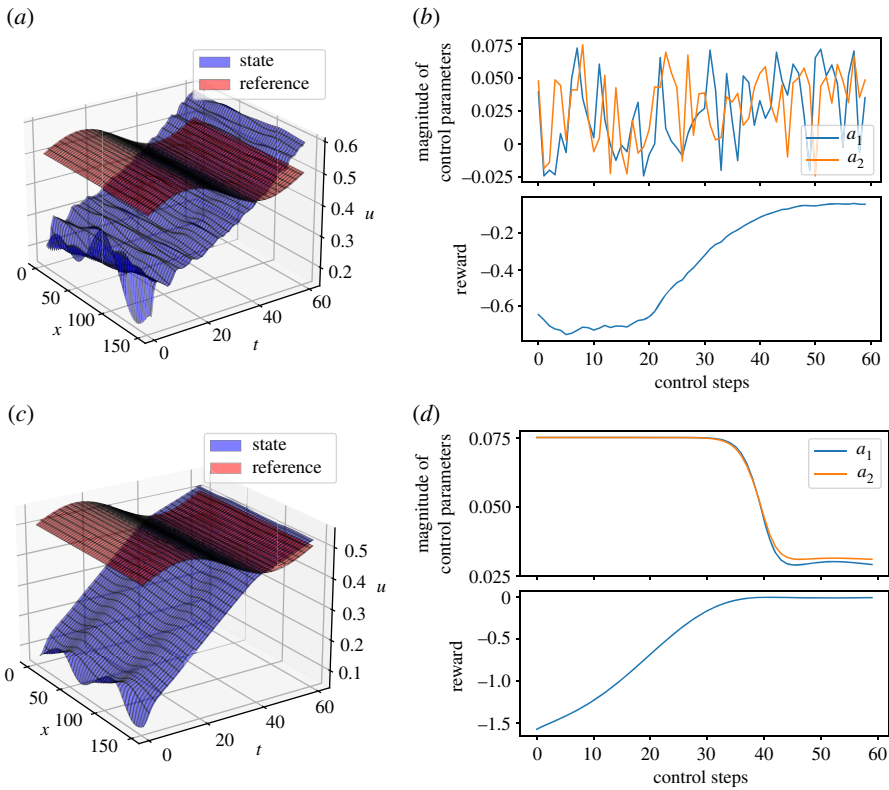 (a)
state
reference
0.6
0.5
0.4
0.3
0.2
u
0
50
100
150
x
0
20
40
60
t
(b)
magnitude of
control parameters
0.075
0.050
0.025
0
−0.025
a1
a2
reward
−0.2
−0.4
−0.6
0 10 20 30 40 50 60
control steps
(c)
state
reference
0.5
0.4
0.3
0.2
0.1
u
0
50
100
150
x
0
20
40
60
t
(d)
magnitude of
control parameters
0.075
0.050
0.025
a1
a2
reward
0
−0.5
−1.0
−1.5
0 10 20 30 40 50 60
control steps